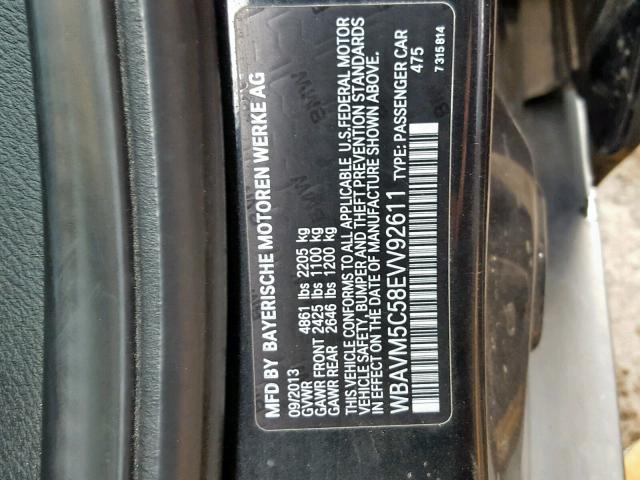 MFD BY BAYERISCHE MOTOREN WERKE AG
09/2013
GVWR 4861 lbs 2205 kg
GAWR FRONT 2425 lbs 1100 kg
GAWR REAR 2646 lbs 1200 kg
THIS VEHICLE CONFORMS TO ALL APPLICABLE U.S.FEDERAL MOTOR
VEHICLE SAFETY, BUMPER AND THEFT PREVENTION STANDARDS
IN EFFECT ON THE DATE OF MANUFACTURE SHOWN ABOVE.
WBAVM5C58EVV92611 TYPE: PASSENGER CAR
475
7 315 814